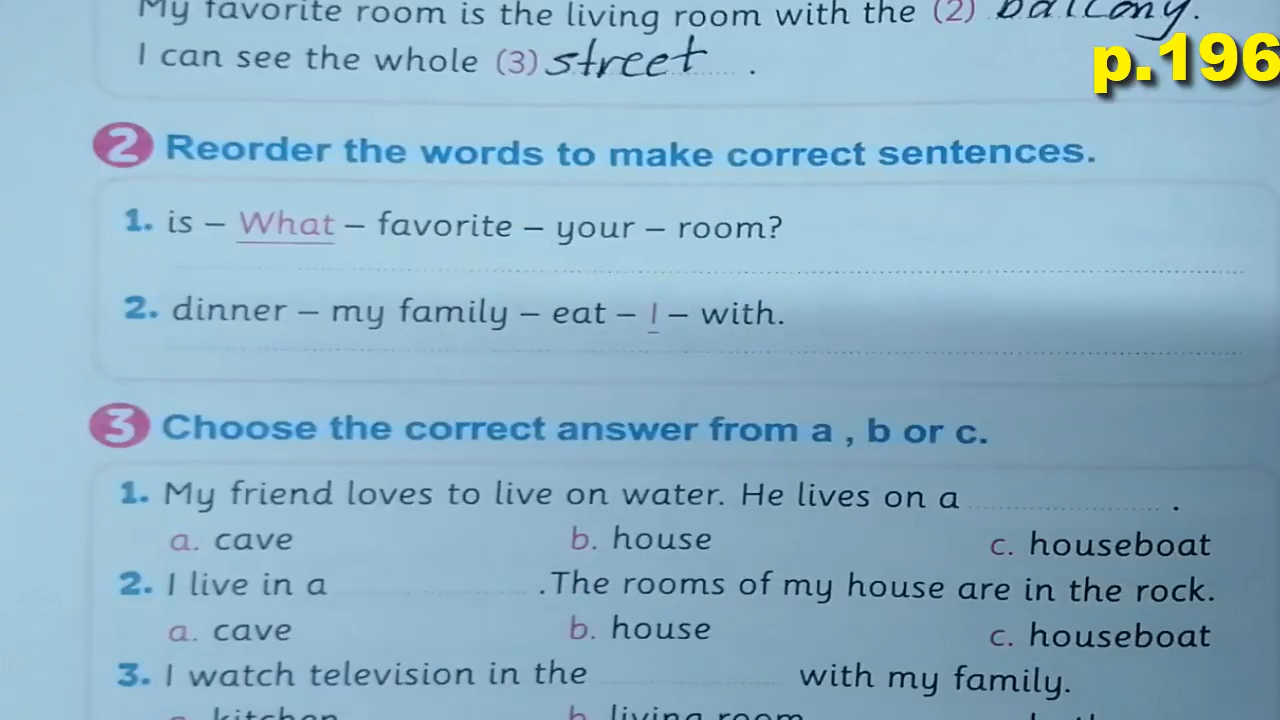 My favorite room is the living room with the (2) balcony.
p.196
I can see the whole (3) street .
2 Reorder the words to make correct sentences.
1. is – What – favorite – your – room?
2. dinner – my family – eat – I – with.
3 Choose the correct answer from a , b or c.
1. My friend loves to live on water. He lives on a .
a. cave b. house c. houseboat
2. I live in a .The rooms of my house are in the rock.
a. cave b. house c. houseboat
3. I watch television in the with my family.
a. kitchen b. living room